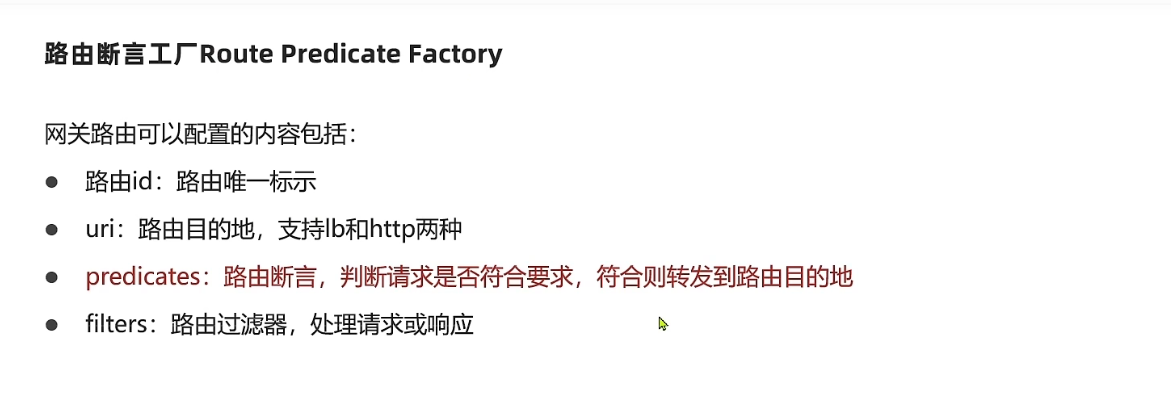 路由断言工厂Route Predicate Factory
网关路由可以配置的内容包括：
● 路由id：路由唯一标示
● uri：路由目的地，支持lb和http两种
● predicates：路由断言，判断请求是否符合要求，符合则转发到路由目的地
● filters：路由过滤器，处理请求或响应